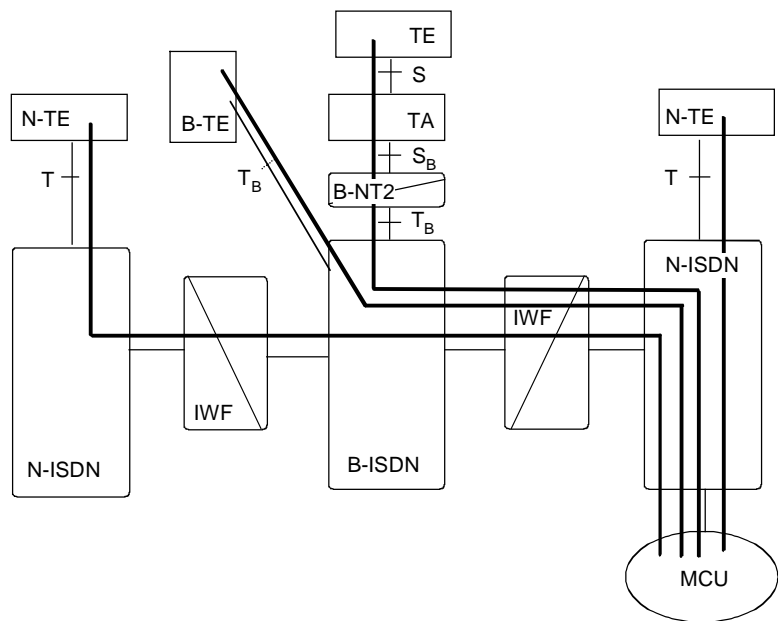 TE
S
N-TE
B-TE
TA
N-TE
T
T_B
S_B
B-NT2
T
T_B
N-ISDN
IWF
IWF
N-ISDN
B-ISDN
MCU